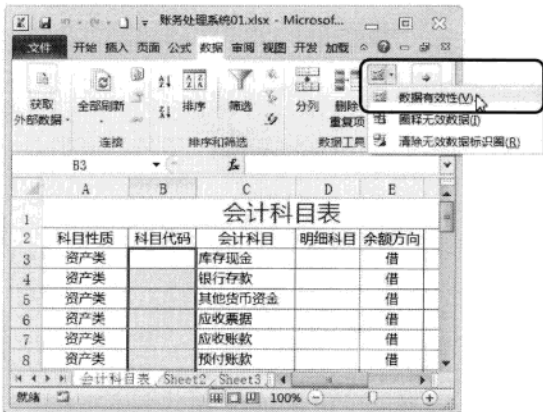 账务处理系统01.xlsx - Microsof...
文件 开始 插入 页面 公式 数据 审阅 视图 开发 加载
获取
外部数据
全部刷新
连接
排序
筛选
排序和筛选
分列
删除
重复项
数据工具
数据有效性(V)...
圈释无效数据(I)
清除无效数据标识圈(R)
B3 fx
A B C D E
1 会计科目表
2 科目性质 科目代码 会计科目 明细科目 余额方向
3 资产类 库存现金 借
4 资产类 银行存款 借
5 资产类 其他货币资金 借
6 资产类 应收票据 借
7 资产类 应收账款 借
8 资产类 预付账款 借
会计科目表 Sheet2 Sheet3
就绪 100%